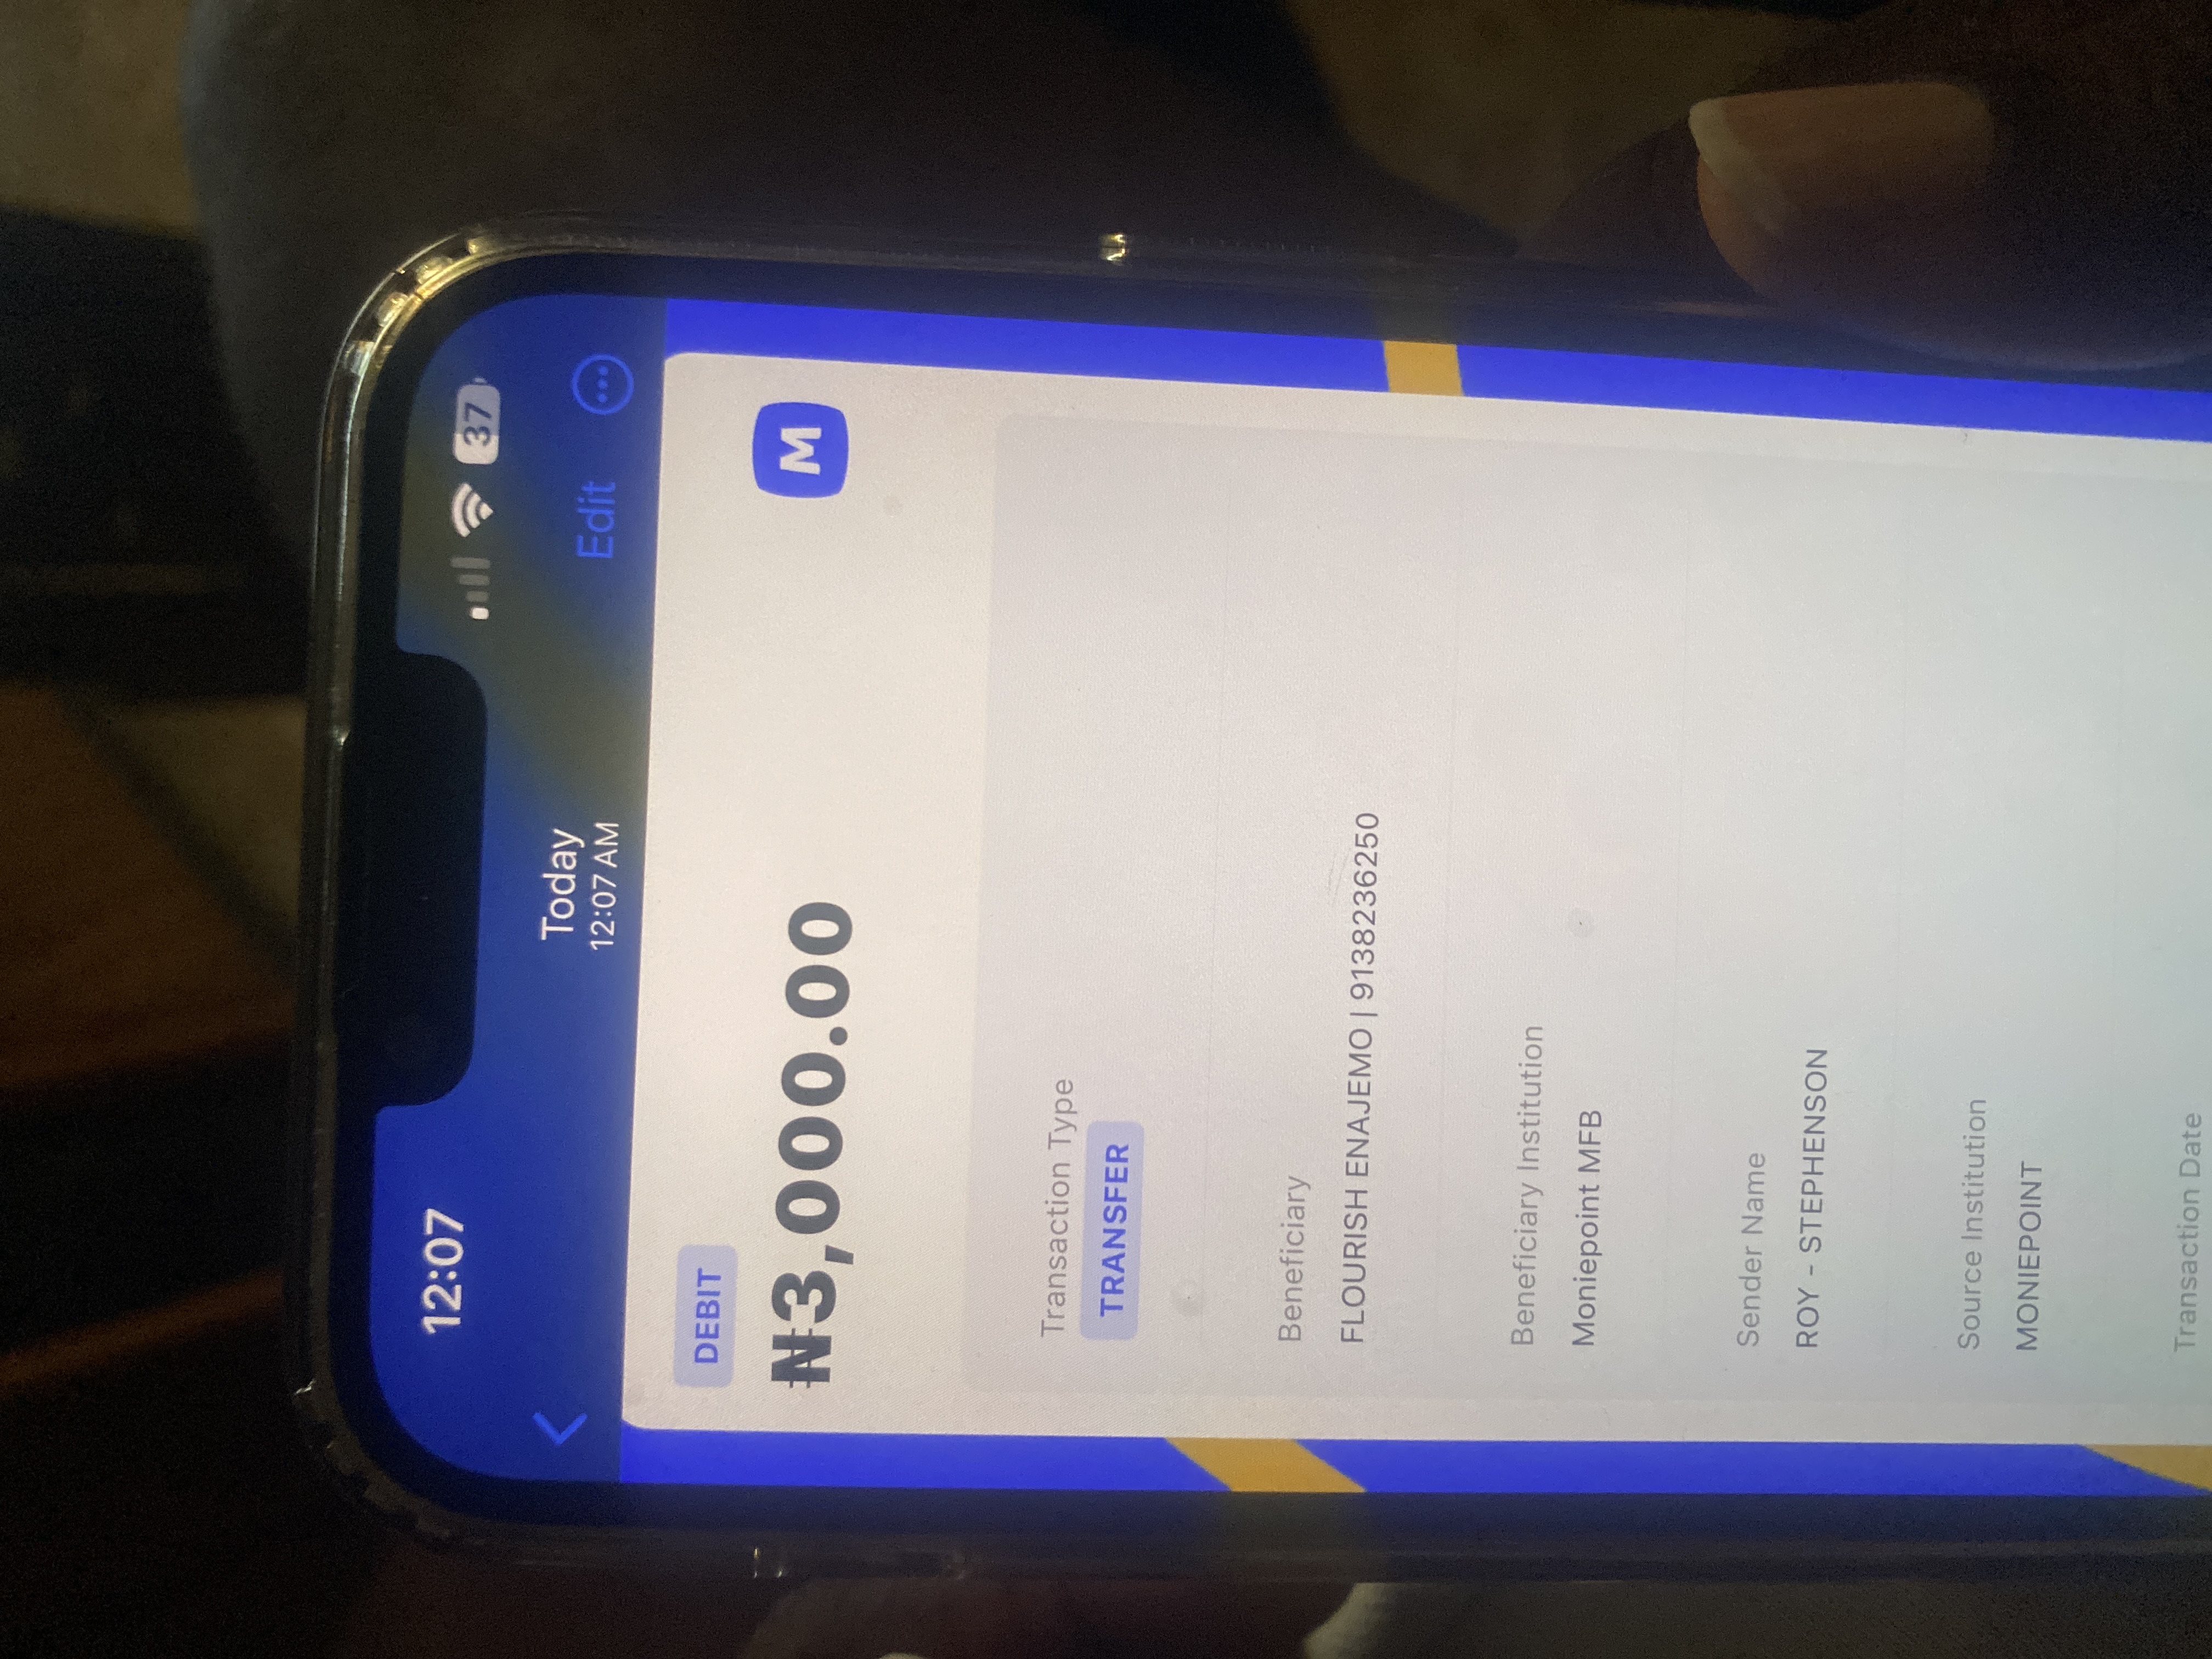 12:07
37
Today
12:07 AM
Edit
DEBIT
₦3,000.00
M
Transaction Type
TRANSFER
Beneficiary
FLOURISH ENAJEMO | 9138236250
Beneficiary Institution
Moniepoint MFB
Sender Name
ROY - STEPHENSON
Source Institution
MONIEPOINT
Transaction Date